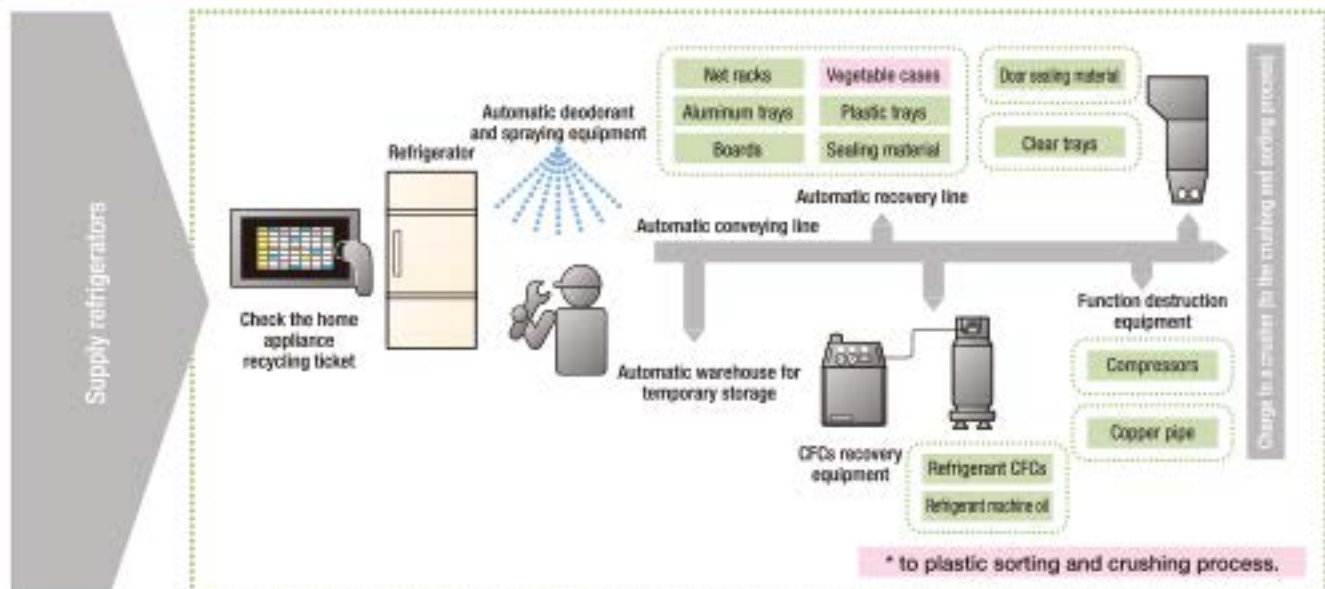 Supply refrigerators
Check the home
appliance
recycling ticket
Refrigerator
Automatic deodorant
and spraying equipment
Net racks
Vegetable cases
Aluminum trays
Plastic trays
Boards
Sealing material
Door sealing material
Clear trays
Automatic recovery line
Automatic conveying line
Automatic warehouse for
temporary storage
CFCs recovery
equipment
Refrigerant CFCs
Refrigerant machine oil
Function destruction
equipment
Compressors
Copper pipe
Charge to a crusher (to the crushing and sorting process)
* to plastic sorting and crushing process.